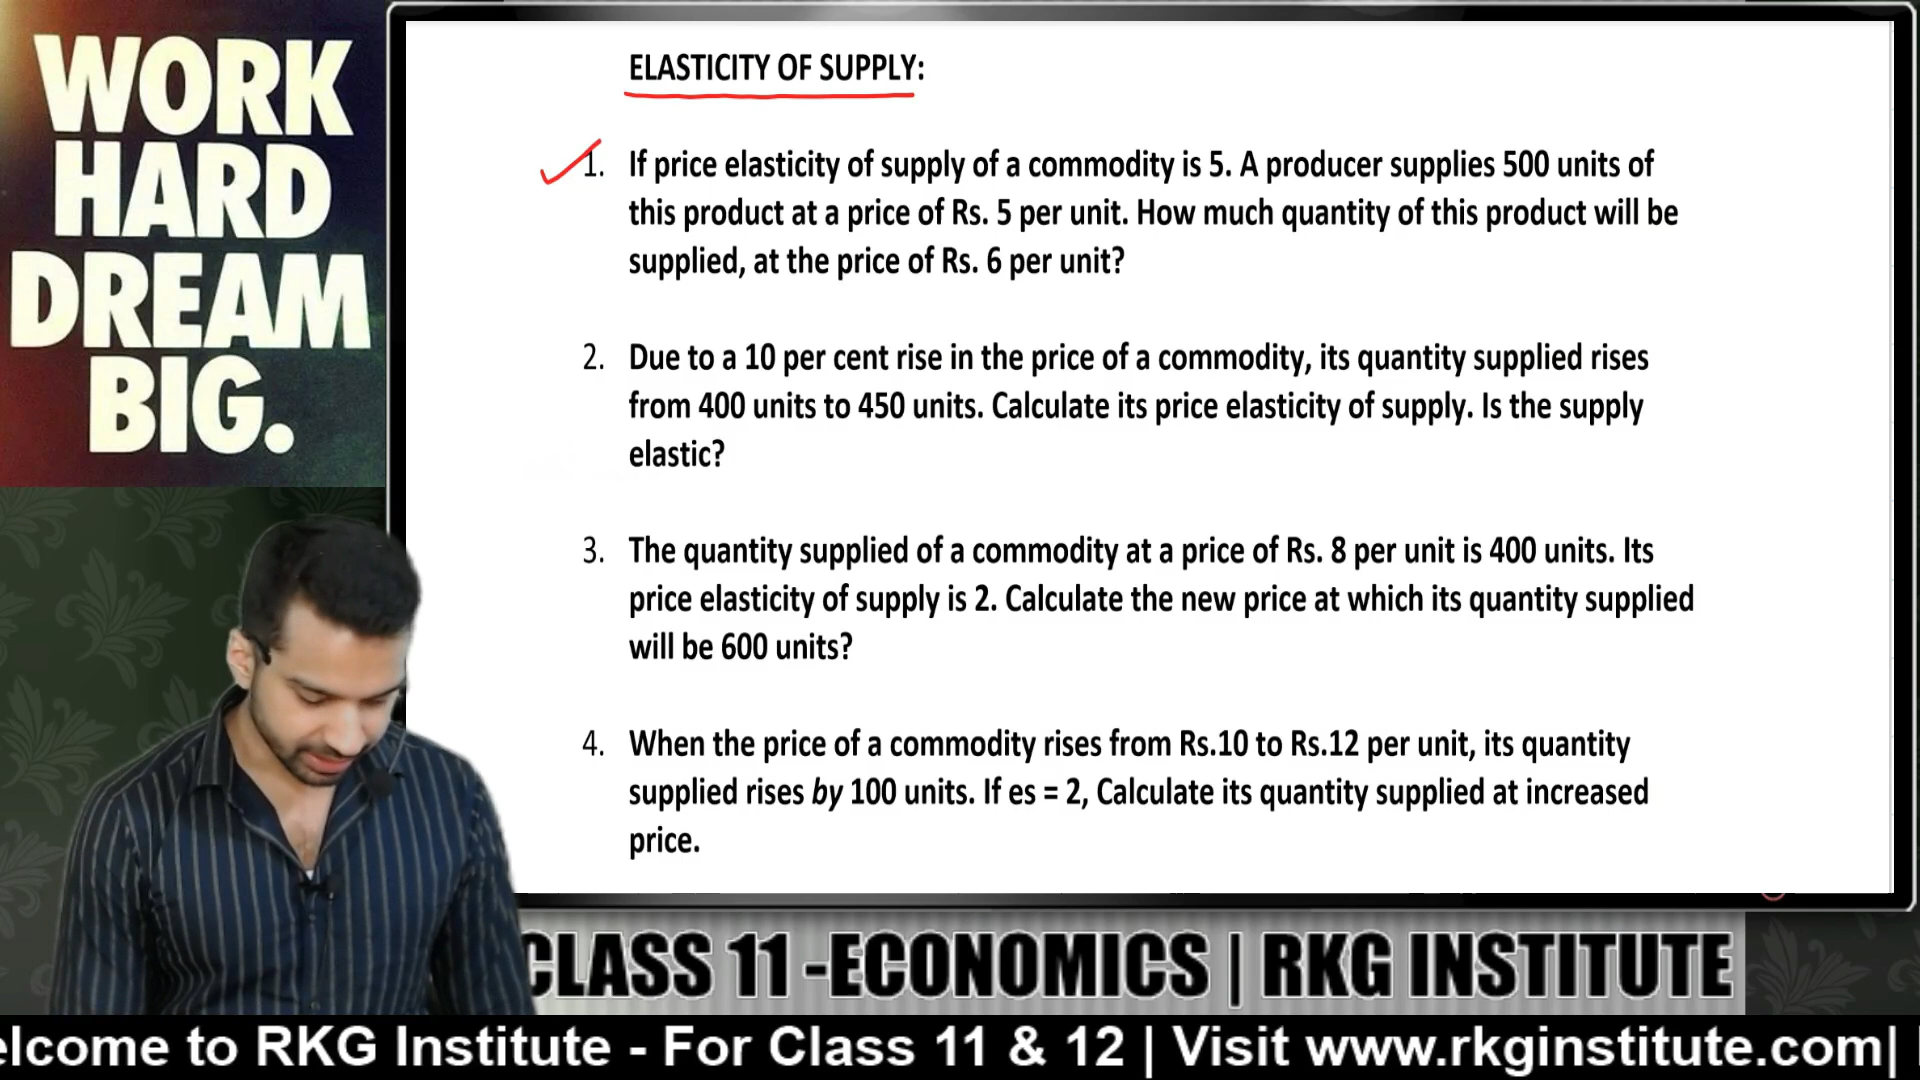 WORK
HARD
DREAM
BIG.
ELASTICITY OF SUPPLY:
1. If price elasticity of supply of a commodity is 5. A producer supplies 500 units of
this product at a price of Rs. 5 per unit. How much quantity of this product will be
supplied, at the price of Rs. 6 per unit?
2. Due to a 10 per cent rise in the price of a commodity, its quantity supplied rises
from 400 units to 450 units. Calculate its price elasticity of supply. Is the supply
elastic?
3. The quantity supplied of a commodity at a price of Rs. 8 per unit is 400 units. Its
price elasticity of supply is 2. Calculate the new price at which its quantity supplied
will be 600 units?
4. When the price of a commodity rises from Rs.10 to Rs.12 per unit, its quantity
supplied rises by 100 units. If es = 2, Calculate its quantity supplied at increased
price.
CLASS 11 -ECONOMICS | RKG INSTITUTE
elcome to RKG Institute - For Class 11 & 12 | Visit www.rkginstitute.com|